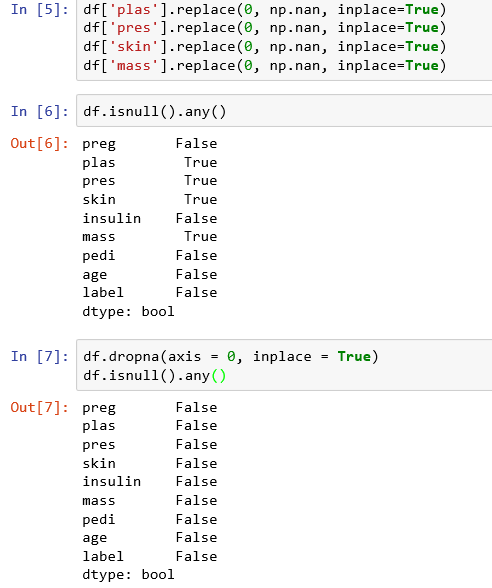 In [5]: df['plas'].replace(0, np.nan, inplace=True)
df['pres'].replace(0, np.nan, inplace=True)
df['skin'].replace(0, np.nan, inplace=True)
df['mass'].replace(0, np.nan, inplace=True)
In [6]: df.isnull().any()
Out[6]: preg False
plas True
pres True
skin True
insulin False
mass True
pedi False
age False
label False
dtype: bool
In [7]: df.dropna(axis = 0, inplace = True)
df.isnull().any()
Out[7]: preg False
plas False
pres False
skin False
insulin False
mass False
pedi False
age False
label False
dtype: bool